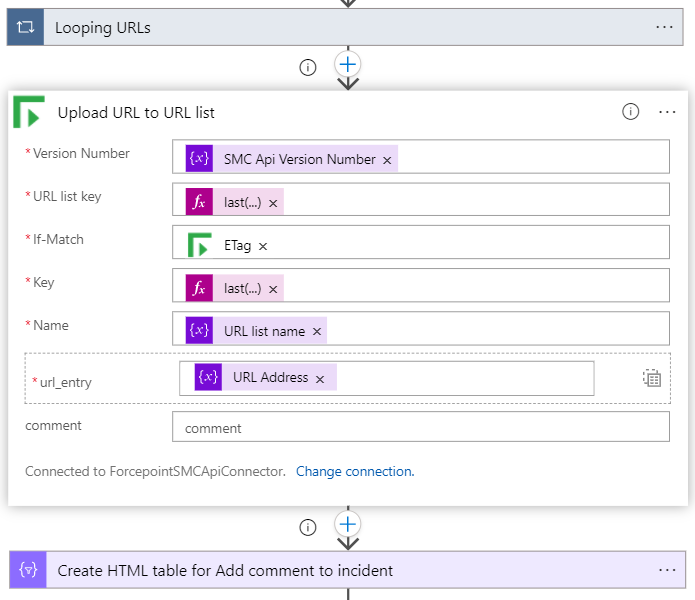 Looping URLs
Upload URL to URL list
* Version Number
{x} SMC Api Version Number ×
* URL list key
fx last(...) ×
* If-Match
ETag ×
* Key
fx last(...) ×
* Name
{x} URL list name ×
* url_entry
{x} URL Address ×
comment
comment
Connected to ForcepointSMCApiConnector. Change connection.
Create HTML table for Add comment to incident